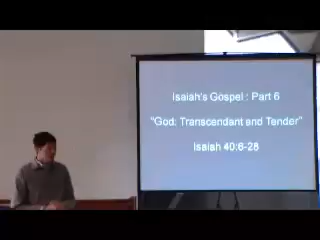 Isaiah's Gospel : Part 6
"God: Transcendant and Tender"
Isaiah 40:6-28